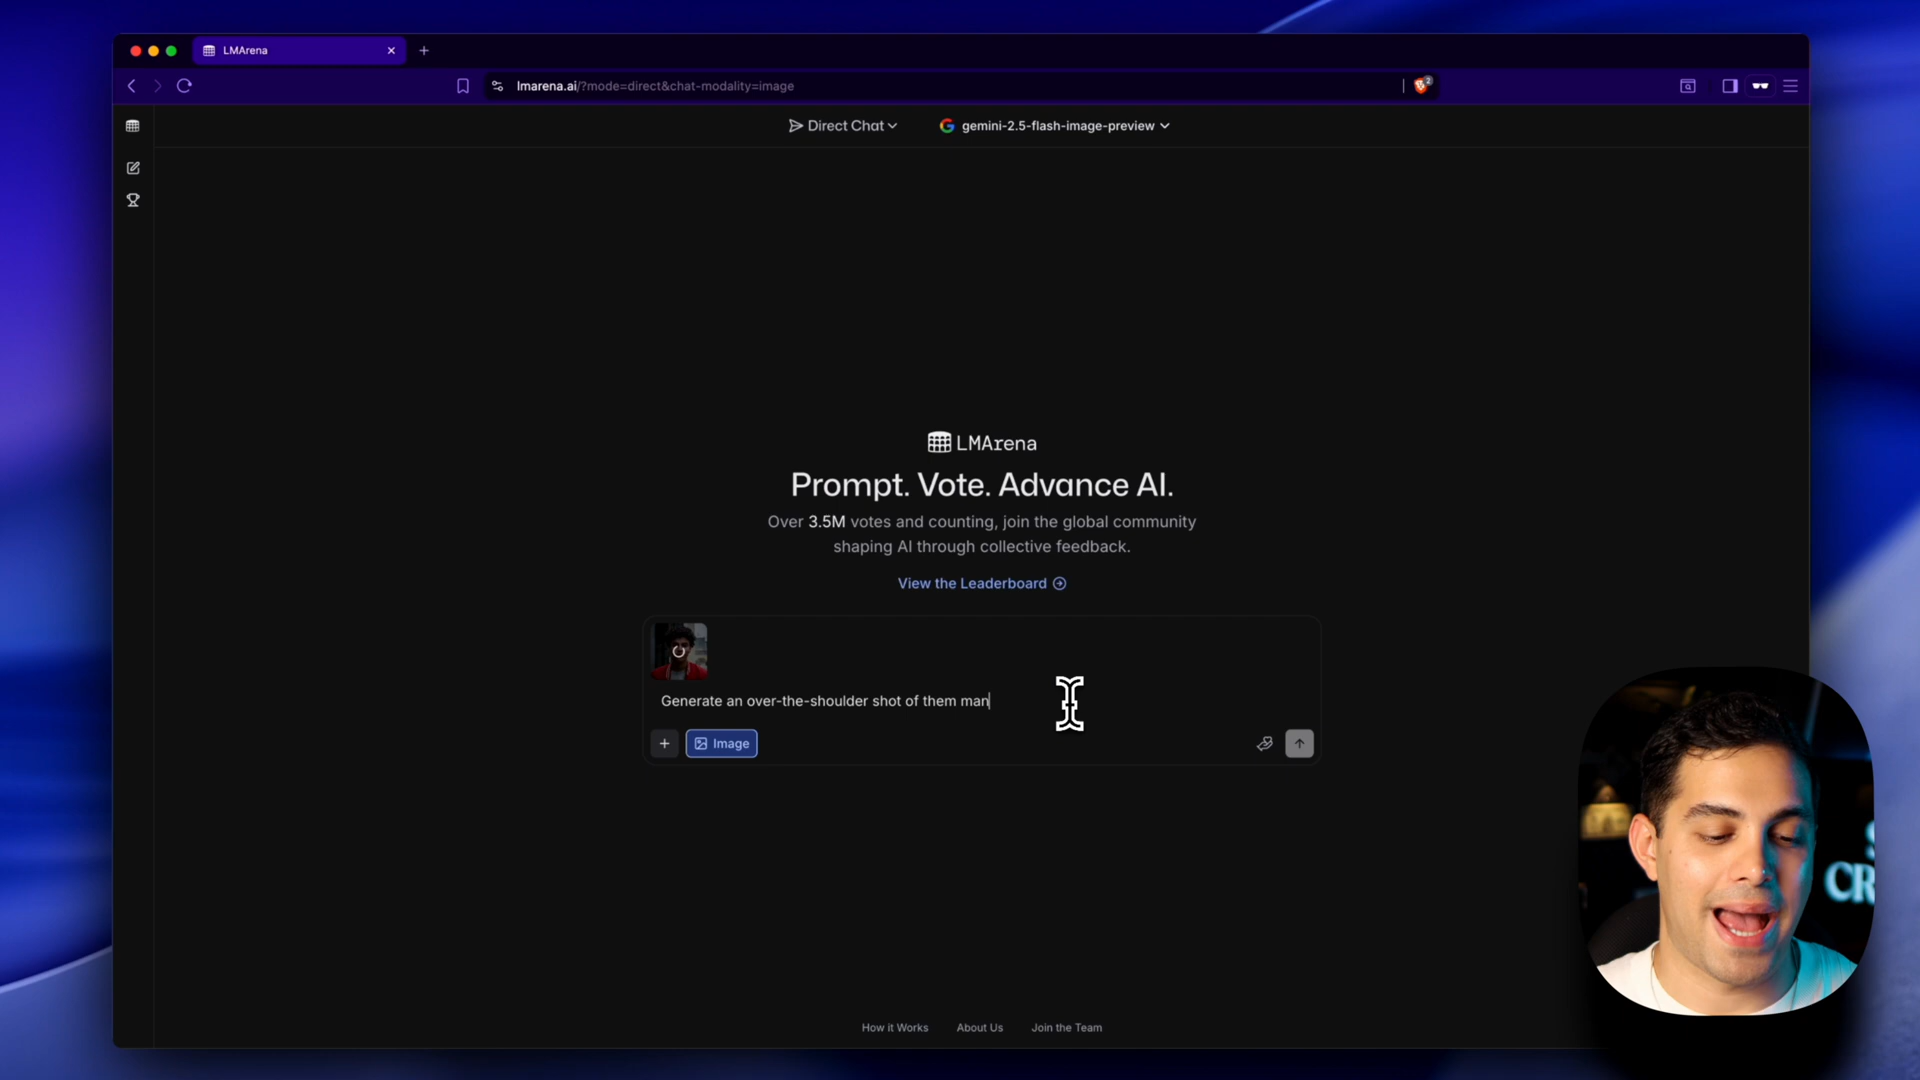 LMArena
lmarena.ai/?mode=direct&chat-modality=image
2
Direct Chat
gemini-2.5-flash-image-preview
LMArena
Prompt. Vote. Advance AI.
Over 3.5M votes and counting, join the global community
shaping AI through collective feedback.
View the Leaderboard
Generate an over-the-shoulder shot of them man
Image
CR
How it Works
About Us
Join the Team